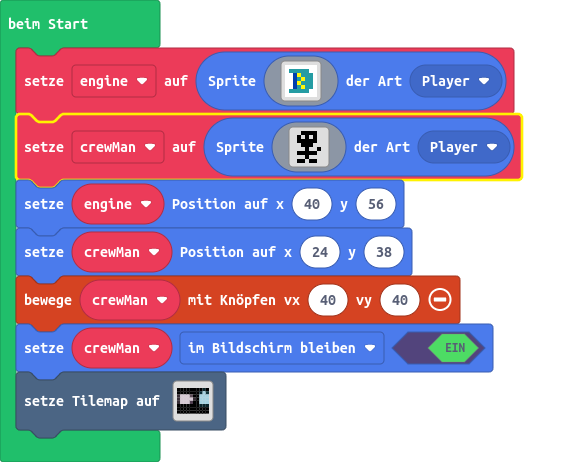 beim Start
setze engine auf Sprite der Art Player
setze crewMan auf Sprite der Art Player
setze engine Position auf x 40 y 56
setze crewMan Position auf x 24 y 38
bewege crewMan mit Knöpfen vx 40 vy 40
setze crewMan im Bildschirm bleiben EIN
setze Tilemap auf